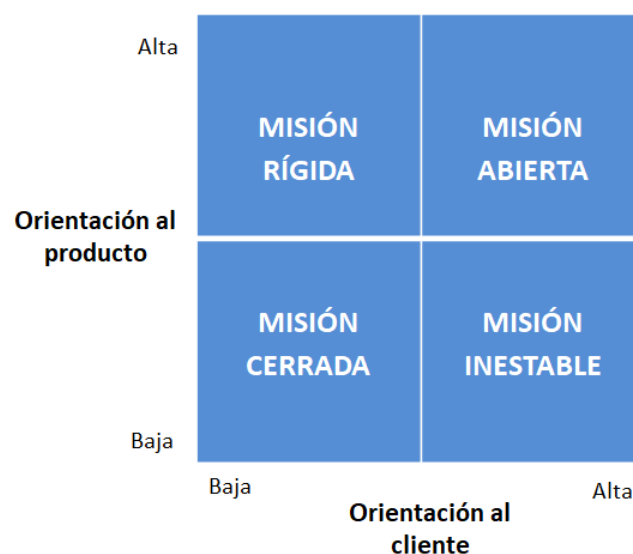 Alta
MISIÓN
RÍGIDA
MISIÓN
ABIERTA
Orientación al
producto
MISIÓN
CERRADA
MISIÓN
INESTABLE
Baja
Baja
Alta
Orientación al
cliente